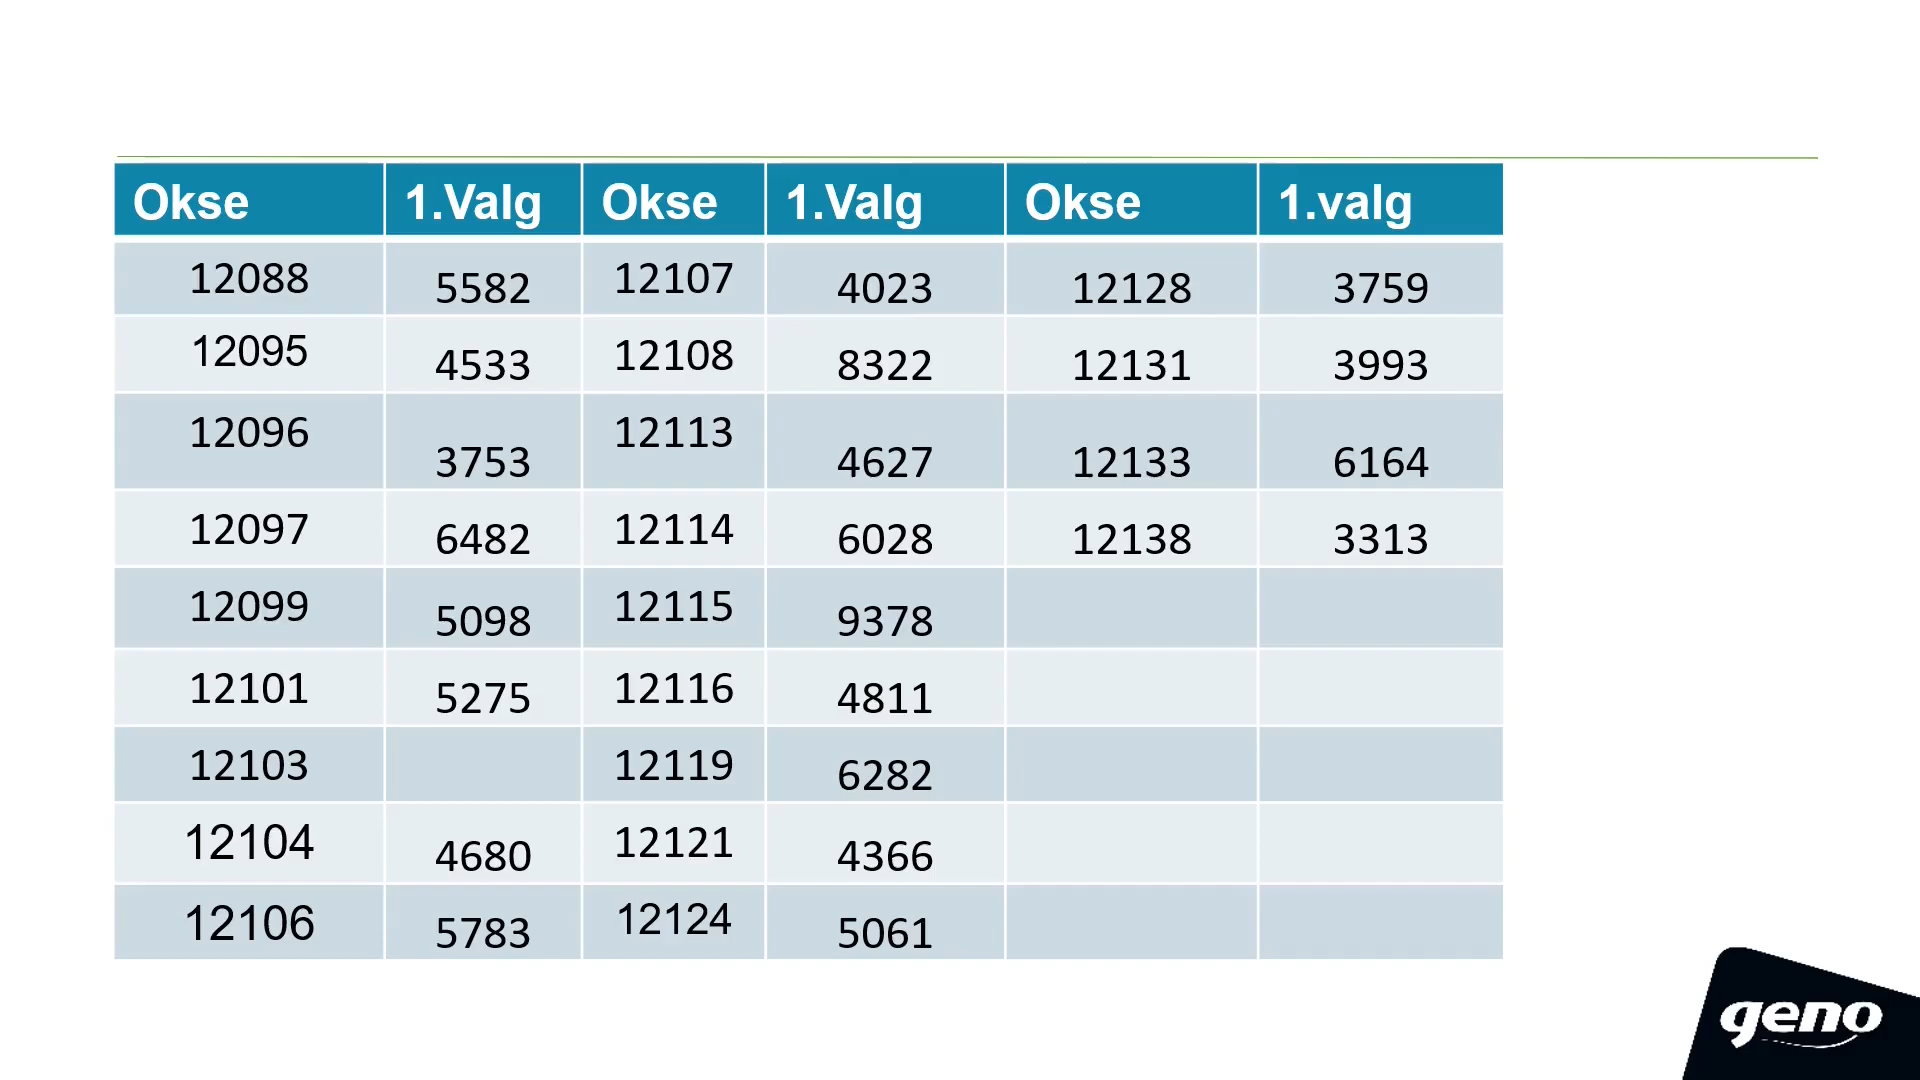 Okse 1.Valg Okse 1.Valg Okse 1.valg
12088 5582 12107 4023 12128 3759
12095 4533 12108 8322 12131 3993
12096 3753 12113 4627 12133 6164
12097 6482 12114 6028 12138 3313
12099 5098 12115 9378
12101 5275 12116 4811
12103 12119 6282
12104 4680 12121 4366
12106 5783 12124 5061
geno